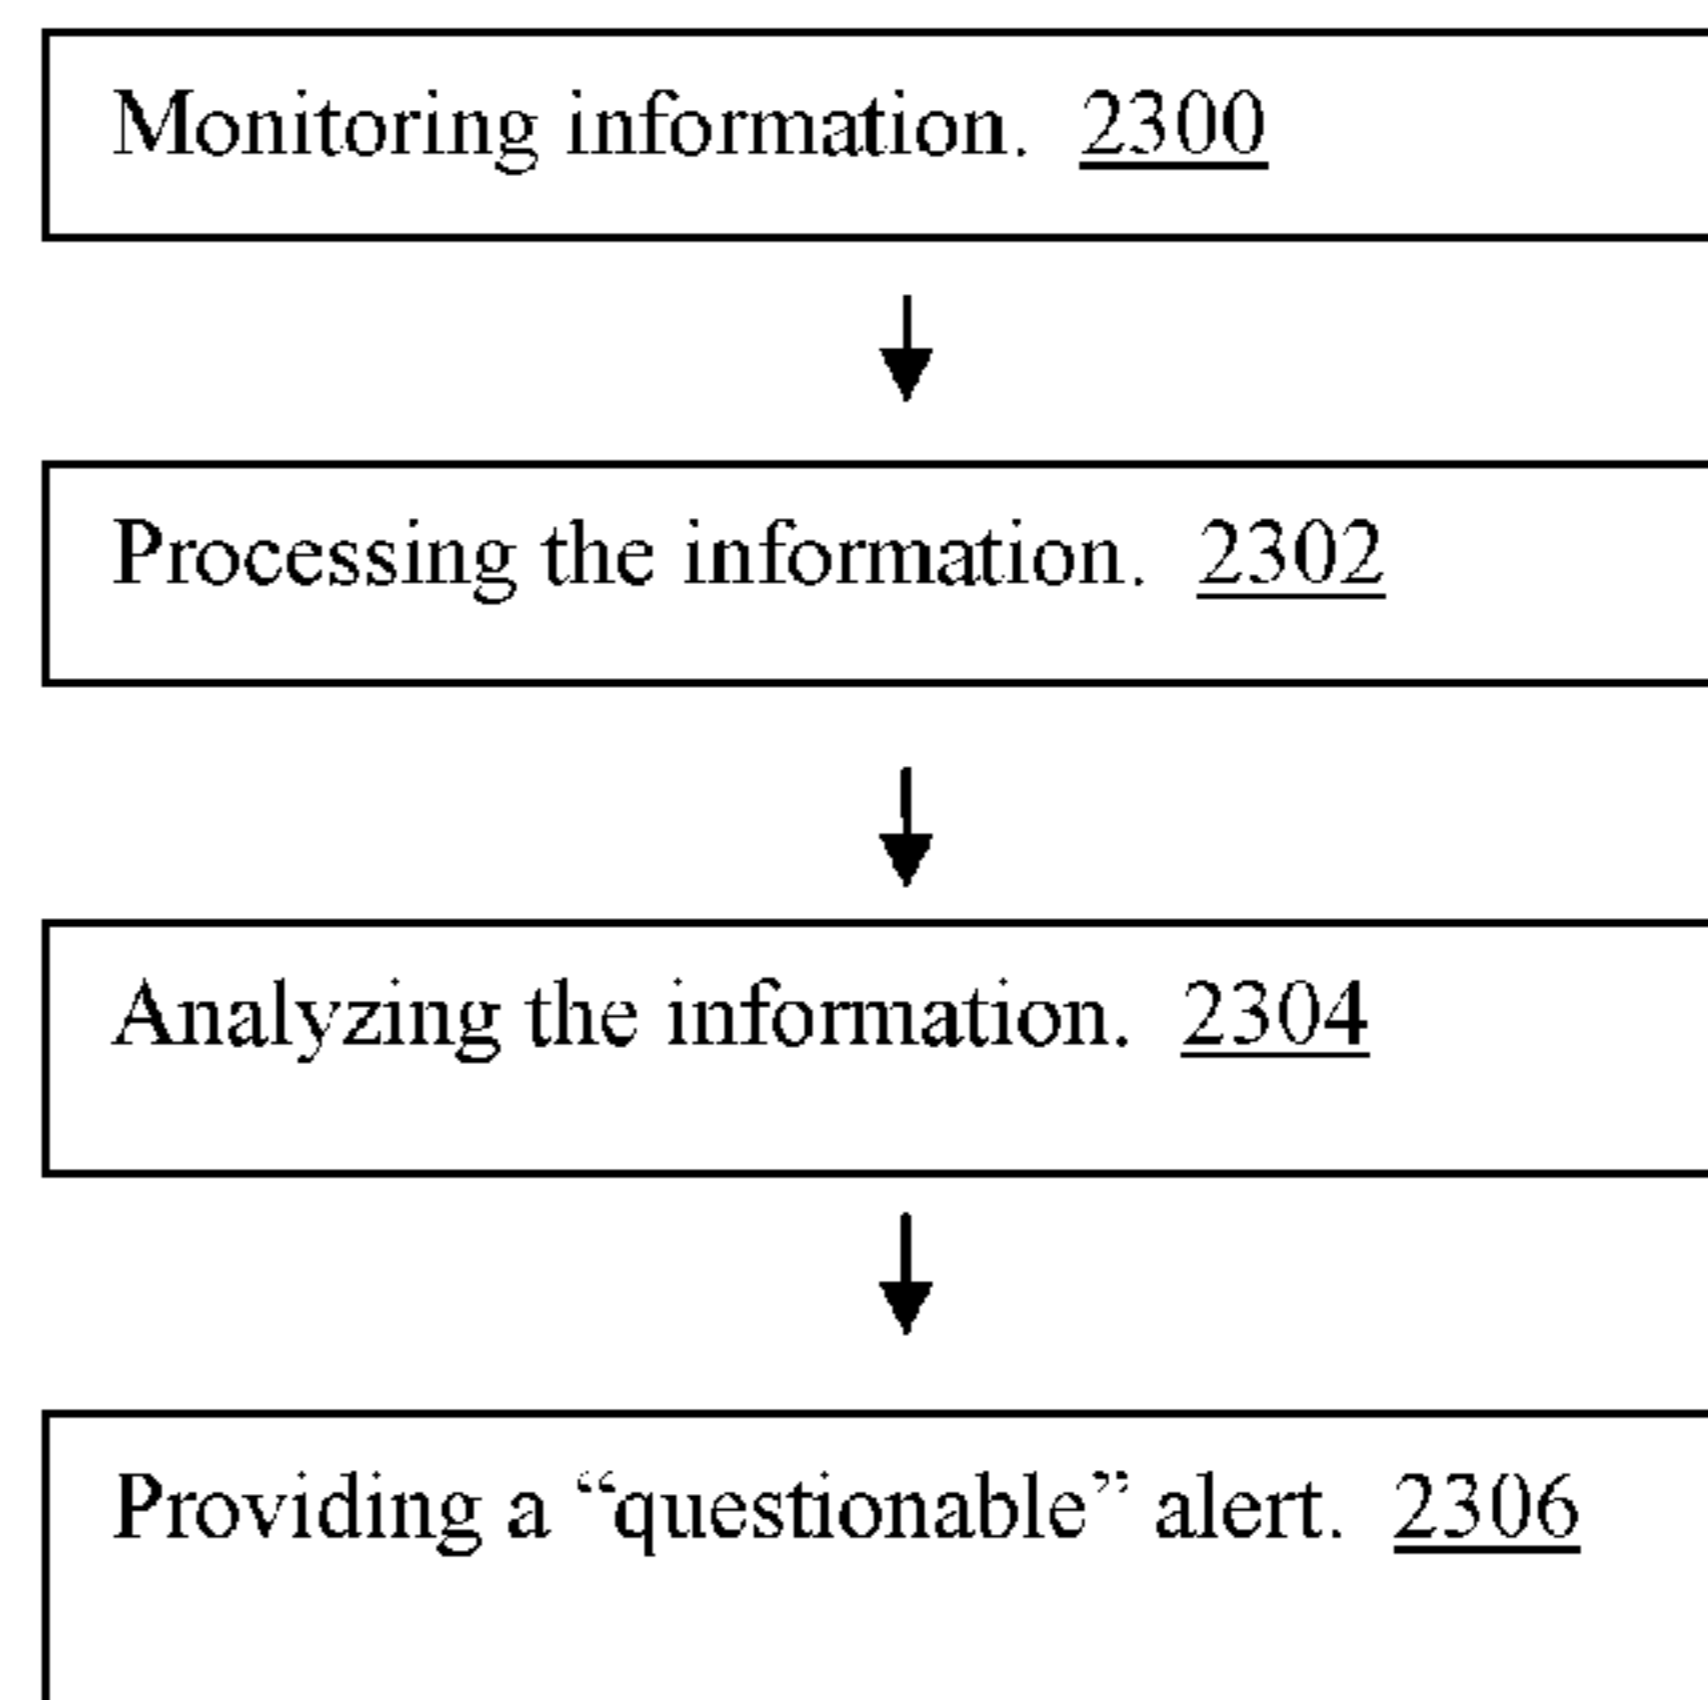 Monitoring information. 2300
Processing the information. 2302
Analyzing the information. 2304
Providing a “questionable” alert. 2306